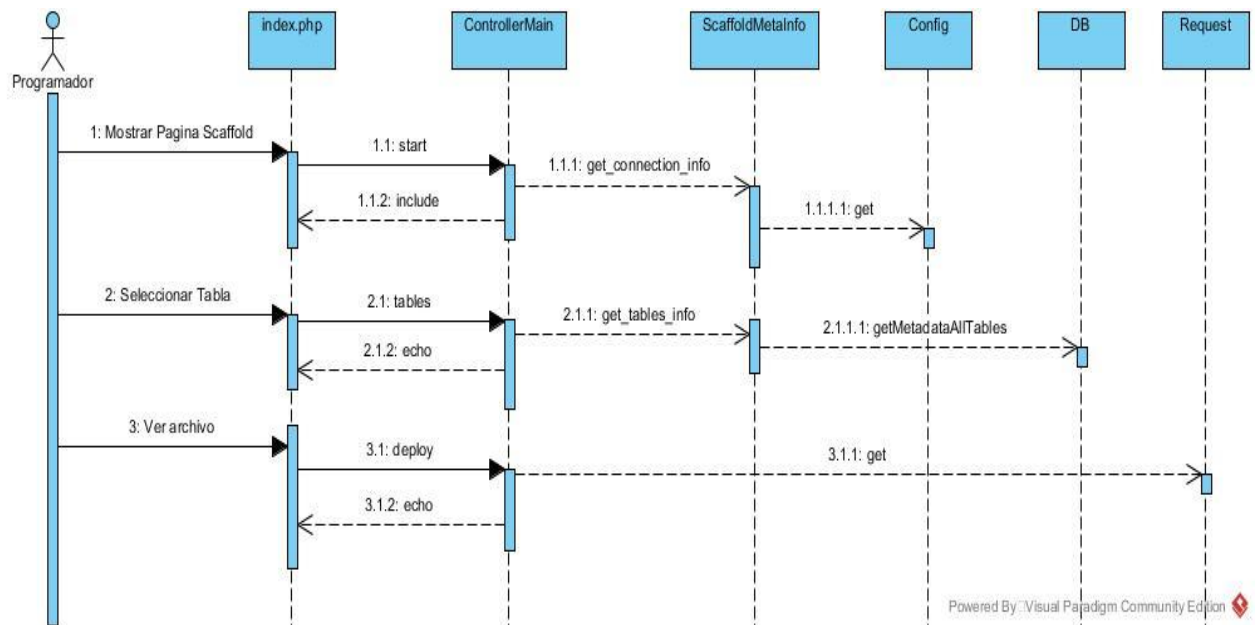 index.php
ControllerMain
ScaffoldMetaInfo
Config
DB
Request
Programador
1: Mostrar Pagina Scaffold
1.1: start
1.1.1: get_connection_info
1.1.2: include
1.1.1.1: get
2: Seleccionar Tabla
2.1: tables
2.1.1: get_tables_info
2.1.1.1: getMetadataAllTables
2.1.2: echo
3: Ver archivo
3.1: deploy
3.1.1: get
3.1.2: echo
Powered By Visual Paradigm Community Edition